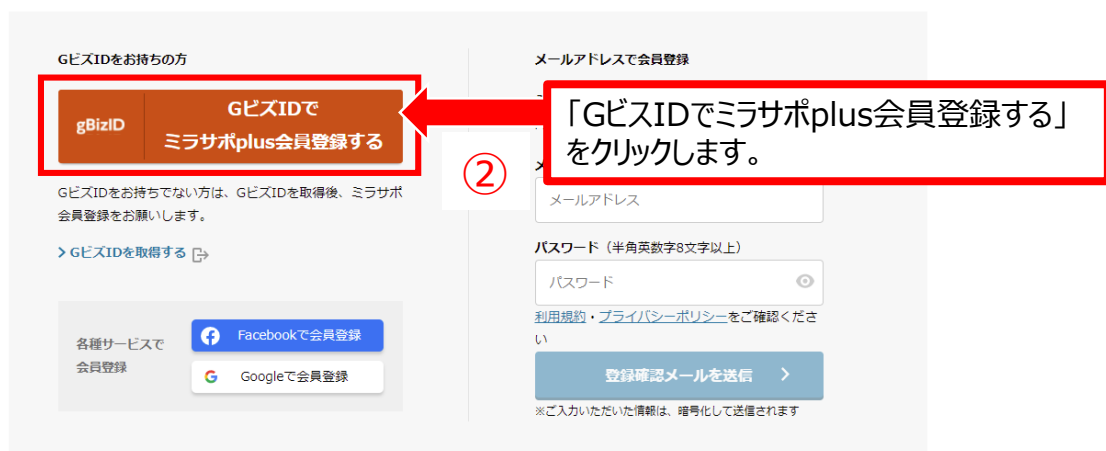 GビズIDをお持ちの方
gBizID
GビズIDで
ミラサポplus会員登録する
GビズIDをお持ちでない方は、GビズIDを取得後、ミラサポ
会員登録をお願いします。
GビズIDを取得する
各種サービスで
会員登録
Facebookで会員登録
Googleで会員登録
②
「GビスIDでミラサポplus会員登録する」
をクリックします。
メールアドレスで会員登録
メールアドレス
パスワード（半角英数字8文字以上）
パスワード
利用規約・プライバシーポリシーをご確認くださ
い
登録確認メールを送信
※ご入力いただいた情報は、暗号化して送信されます